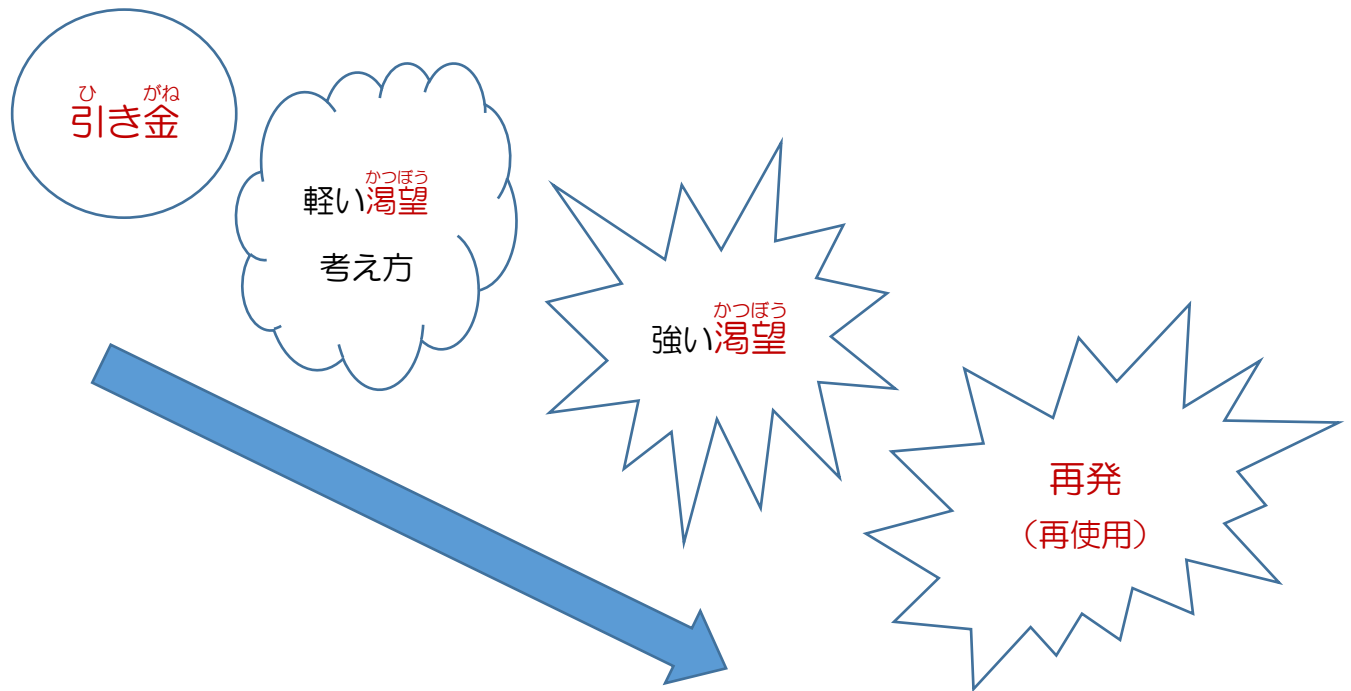 ひ がね
引き金
かつぼう
軽い渇望
考え方
かつぼう
強い渇望
再発
（再使用）